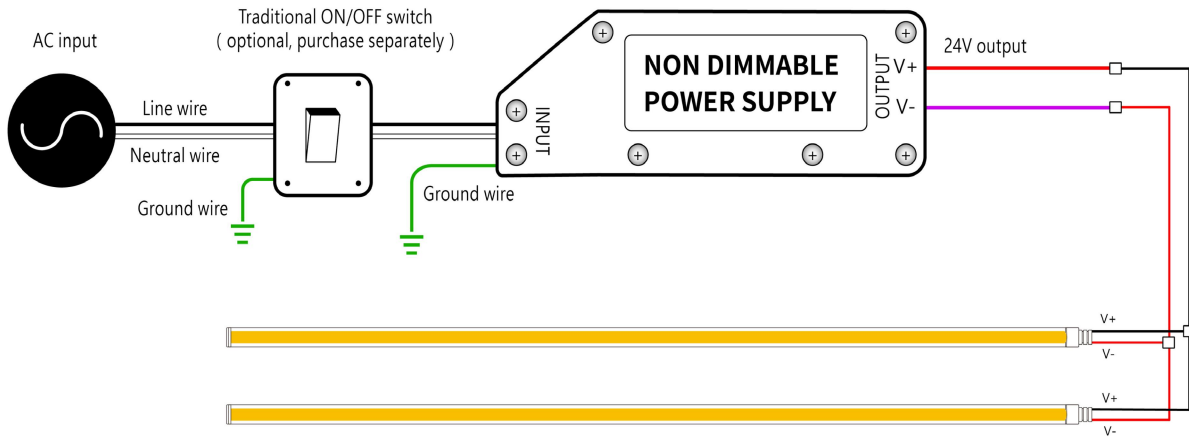 AC input
Traditional ON/OFF switch
( optional, purchase separately )
Line wire
Neutral wire
Ground wire
Ground wire
INPUT
NON DIMMABLE
POWER SUPPLY
OUTPUT
V+
V-
24V output
V+
V-
V+
V-